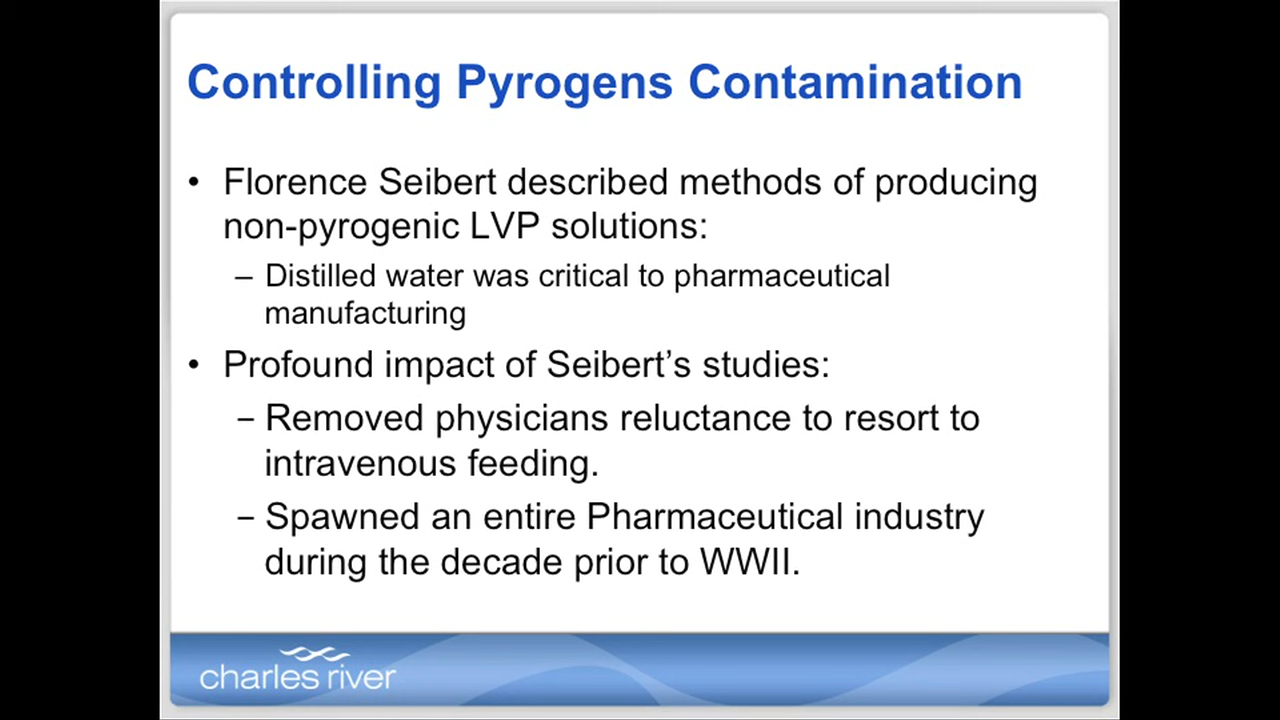 Controlling Pyrogens Contamination
• Florence Seibert described methods of producing
non-pyrogenic LVP solutions:
– Distilled water was critical to pharmaceutical
manufacturing
• Profound impact of Seibert’s studies:
– Removed physicians reluctance to resort to
intravenous feeding.
– Spawned an entire Pharmaceutical industry
during the decade prior to WWII.
charles river